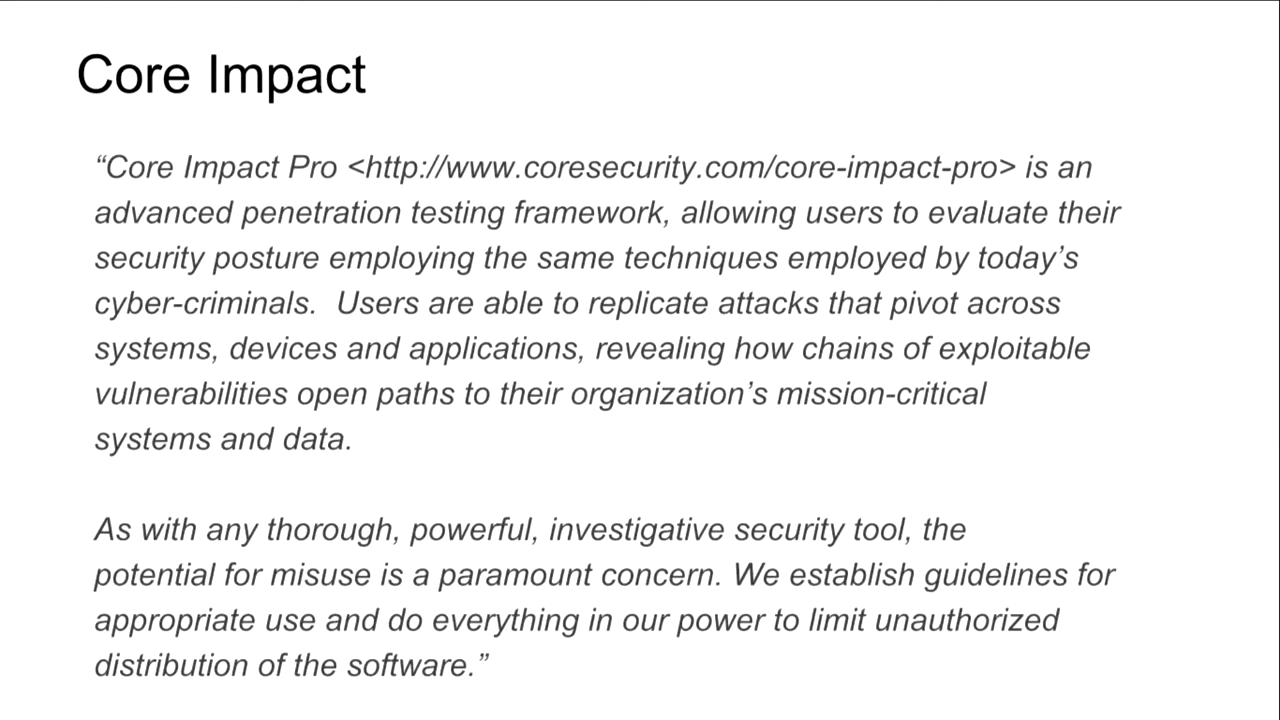 Core Impact
“Core Impact Pro <http://www.coresecurity.com/core-impact-pro> is an
advanced penetration testing framework, allowing users to evaluate their
security posture employing the same techniques employed by today’s
cyber-criminals.  Users are able to replicate attacks that pivot across
systems, devices and applications, revealing how chains of exploitable
vulnerabilities open paths to their organization’s mission-critical
systems and data.
As with any thorough, powerful, investigative security tool, the
potential for misuse is a paramount concern. We establish guidelines for
appropriate use and do everything in our power to limit unauthorized
distribution of the software.”